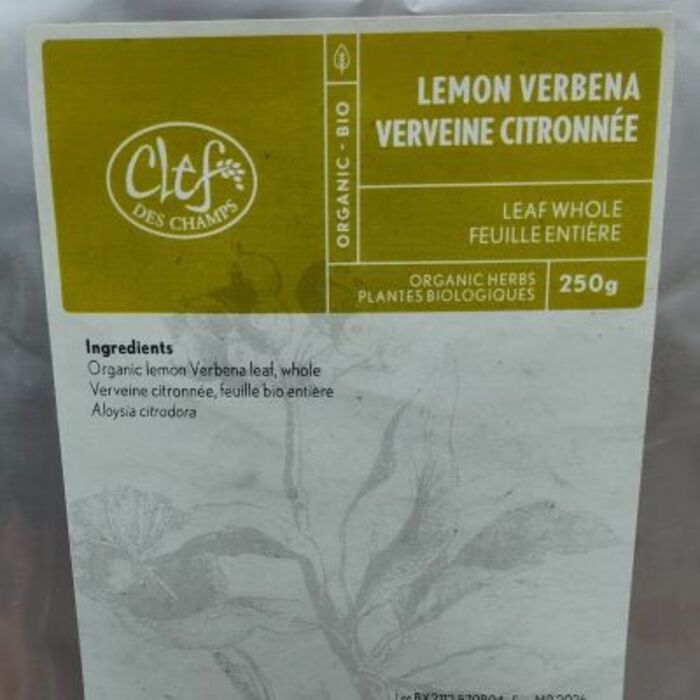 Clef
DES CHAMPS
ORGANIC - BIO
LEMON VERBENA
VERVEINE CITRONNÉE
LEAF WHOLE
FEUILLE ENTIÈRE
ORGANIC HERBS
PLANTES BIOLOGIQUES
250g
Ingredients
Organic lemon Verbena leaf, whole
Verveine citronnée, feuille bio entière
Aloysia citrodora